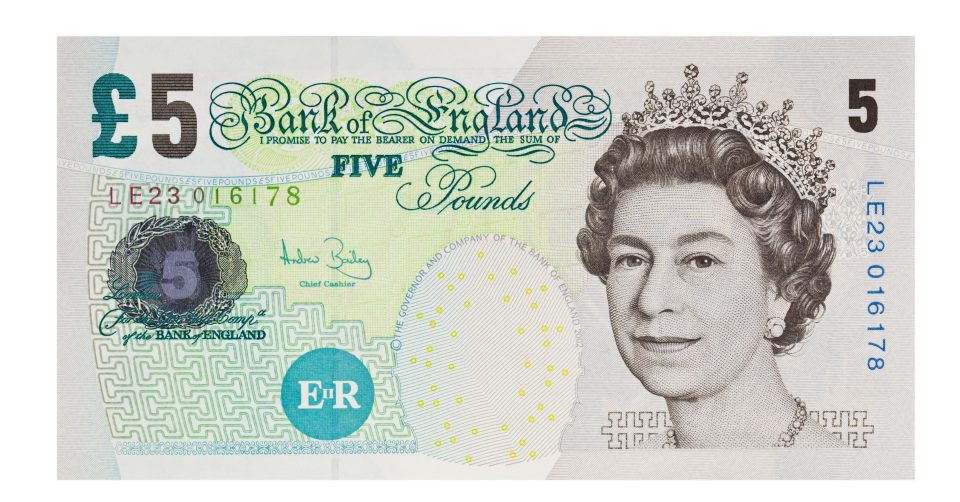 £5
Bank of England
5
I PROMISE TO PAY THE BEARER ON DEMAND THE SUM OF
FIVE
Pounds
LE23 016178
LE23 016178
5
Andrew Bailey
Chief Cashier
of the BANK of ENGLAND
© THE GOVERNOR AND COMPANY OF THE BANK OF ENGLAND 2002
EIIR